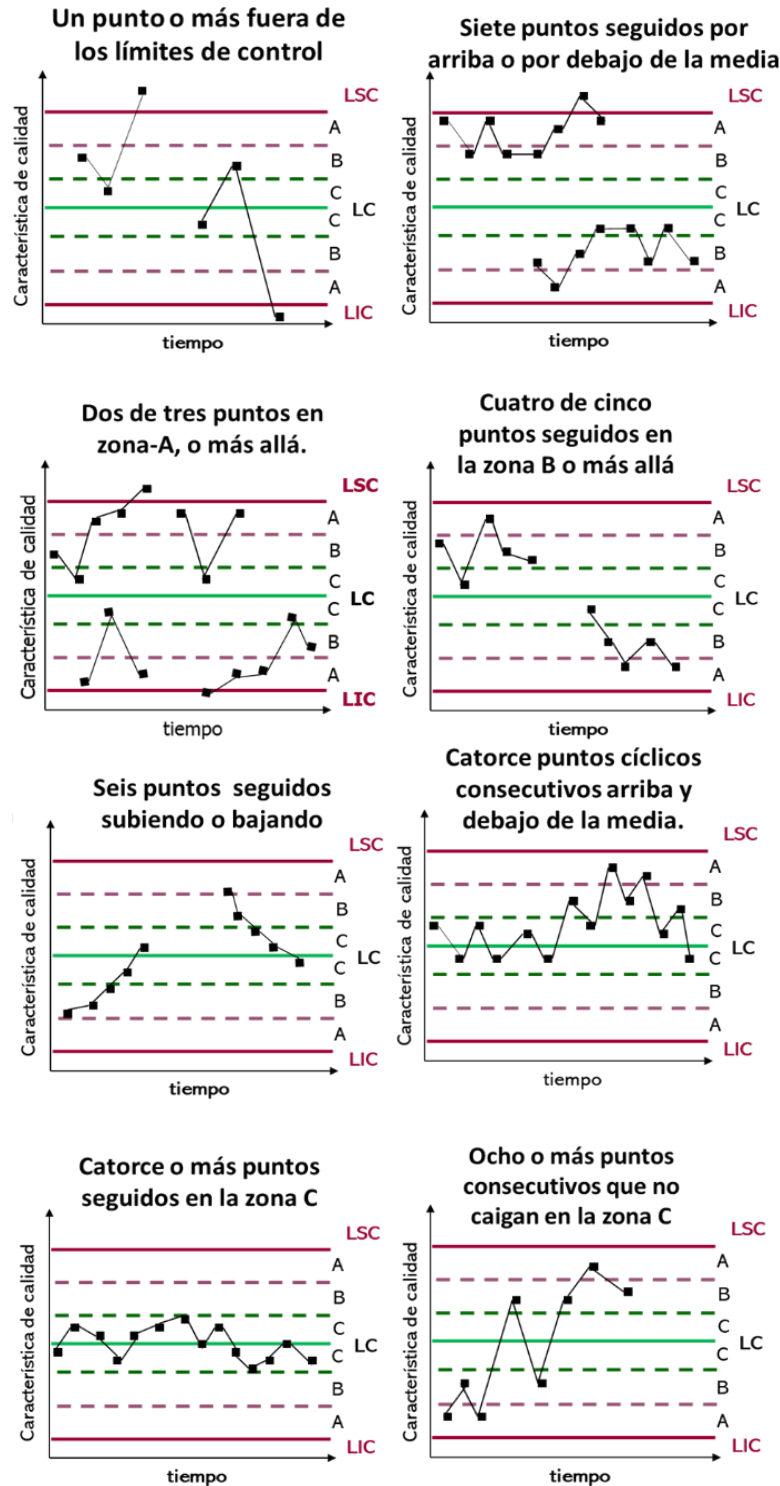 Un punto o más fuera de
los límites de control
LSC
A
B
C
LC
C
B
A
LIC
Característica de calidad
tiempo
Siete puntos seguidos por
arriba o por debajo de la media
LSC
A
B
C
LC
C
B
A
LIC
Característica de calidad
tiempo
Dos de tres puntos en
zona-A, o más allá.
LSC
A
B
C
LC
C
B
A
LIC
Característica de calidad
tiempo
Cuatro de cinco
puntos seguidos en
la zona B o más allá
LSC
A
B
C
LC
C
B
A
LIC
Característica de calidad
tiempo
Seis puntos seguidos
subiendo o bajando
LSC
A
B
C
LC
C
B
A
LIC
Característica de calidad
tiempo
Catorce puntos cíclicos
consecutivos arriba y
debajo de la media.
LSC
A
B
C
LC
C
B
A
LIC
Característica de calidad
tiempo
Catorce o más puntos
seguidos en la zona C
LSC
A
B
C
LC
C
B
A
LIC
Característica de calidad
tiempo
Ocho o más puntos
consecutivos que no
caigan en la zona C
LSC
A
B
C
LC
C
B
A
LIC
Característica de calidad
tiempo